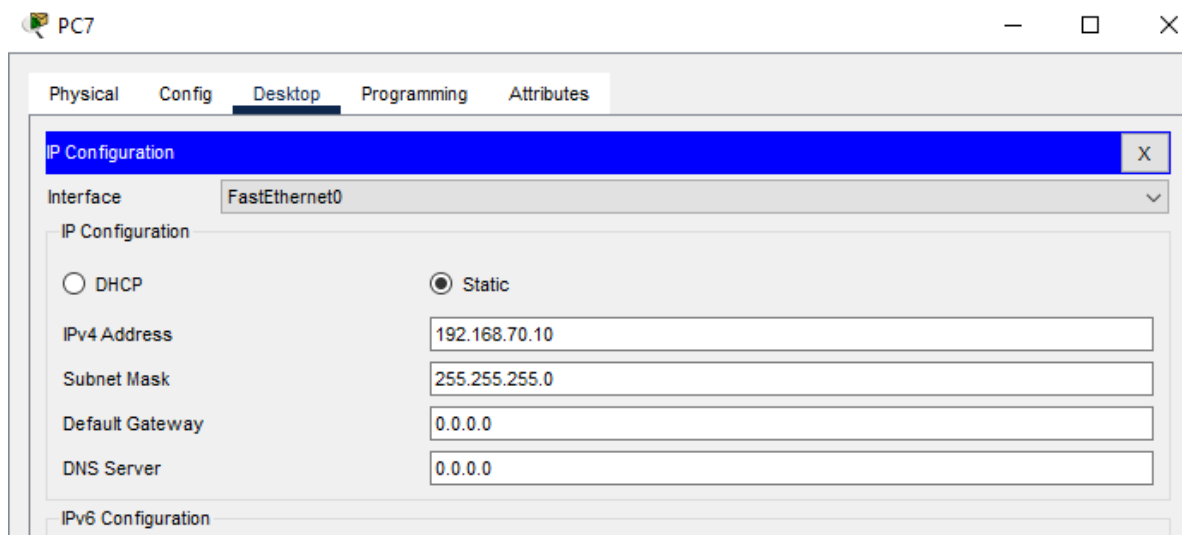 PC7
Physical Config Desktop Programming Attributes
IP Configuration X
Interface FastEthernet0
IP Configuration
DHCP Static
IPv4 Address 192.168.70.10
Subnet Mask 255.255.255.0
Default Gateway 0.0.0.0
DNS Server 0.0.0.0
IPv6 Configuration